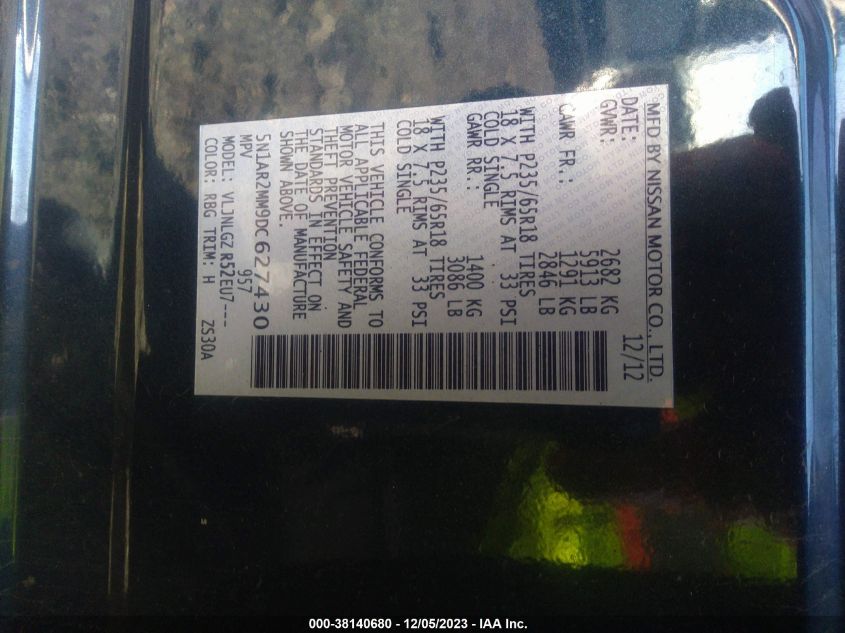 MFD BY NISSAN MOTOR CO., LTD.
DATE: 12/12
GVWR: 2682 KG
5913 LB
GAWR FR.: 1291 KG
2846 LB
WITH P235/65R18 TIRES
18 X 7.5 RIMS AT 33 PSI
COLD SINGLE
GAWR RR.: 1400 KG
3086 LB
WITH P235/65R18 TIRES
18 X 7.5 RIMS AT 33 PSI
COLD SINGLE
THIS VEHICLE CONFORMS TO
ALL APPLICABLE FEDERAL
MOTOR VEHICLE SAFETY AND
THEFT PREVENTION
STANDARDS IN EFFECT ON
THE DATE OF MANUFACTURE
SHOWN ABOVE.
5N1AR2MM9DC627430
MPV 957
MODEL: VLJNLGZ R52EU7---
COLOR: RBG TRIM: H ZS30A
000-38140680 - 12/05/2023 - IAA Inc.